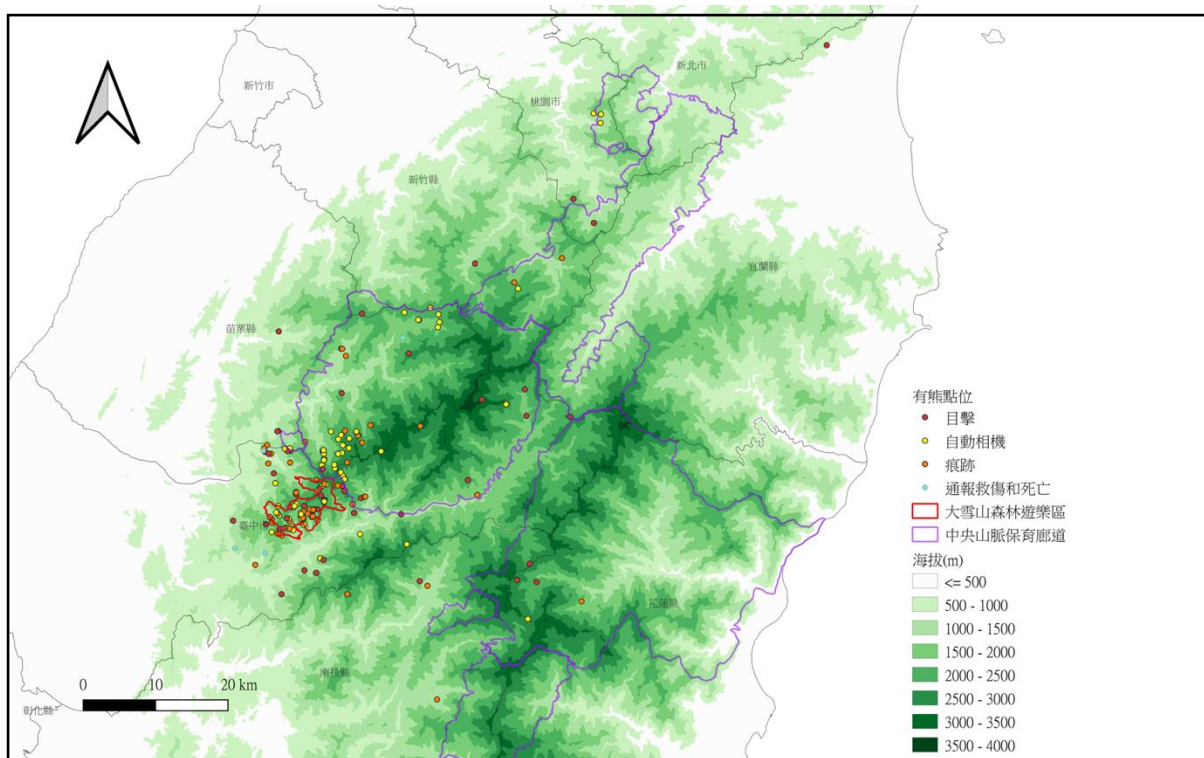 新北市
新竹市
桃園市
新竹縣
宜蘭縣
苗栗縣
臺中市
花蓮縣
南投縣
彰化縣
0 10 20 km
有熊點位
目擊
自動相機
痕跡
通報救傷和死亡
大雪山森林遊樂區
中央山脈保育廊道
海拔(m)
<= 500
500 - 1000
1000 - 1500
1500 - 2000
2000 - 2500
2500 - 3000
3000 - 3500
3500 - 4000